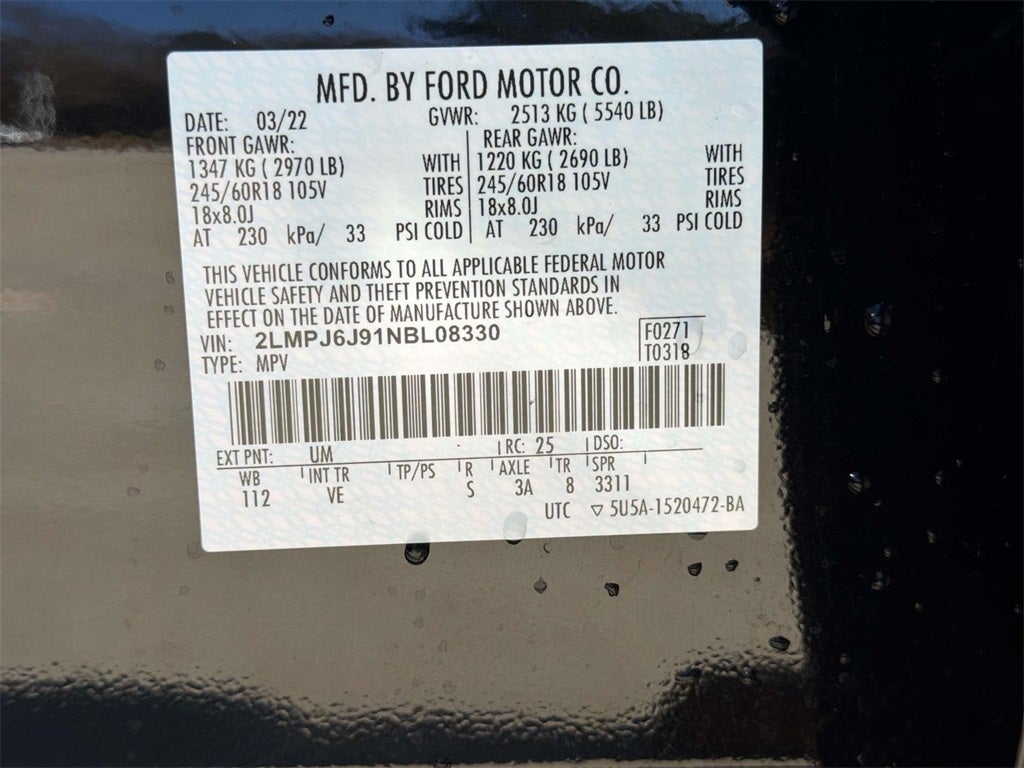 MFD. BY FORD MOTOR CO.
DATE: 03/22 GVWR: 2513 KG ( 5540 LB)
FRONT GAWR: REAR GAWR:
1347 KG ( 2970 LB) WITH 1220 KG ( 2690 LB) WITH
245/60R18 105V TIRES 245/60R18 105V TIRES
18x8.0J RIMS 18x8.0J RIMS
AT 230 kPa/ 33 PSI COLD AT 230 kPa/ 33 PSI COLD
THIS VEHICLE CONFORMS TO ALL APPLICABLE FEDERAL MOTOR
VEHICLE SAFETY AND THEFT PREVENTION STANDARDS IN
EFFECT ON THE DATE OF MANUFACTURE SHOWN ABOVE.
VIN: 2LMPJ6J91NBL08330 F0271
TYPE: MPV T0318
EXT PNT: UM RC: 25 DSO:
WB INT TR TP/PS R AXLE TR SPR
112 VE S 3A 8 3311
UTC ▽ 5U5A-1520472-BA